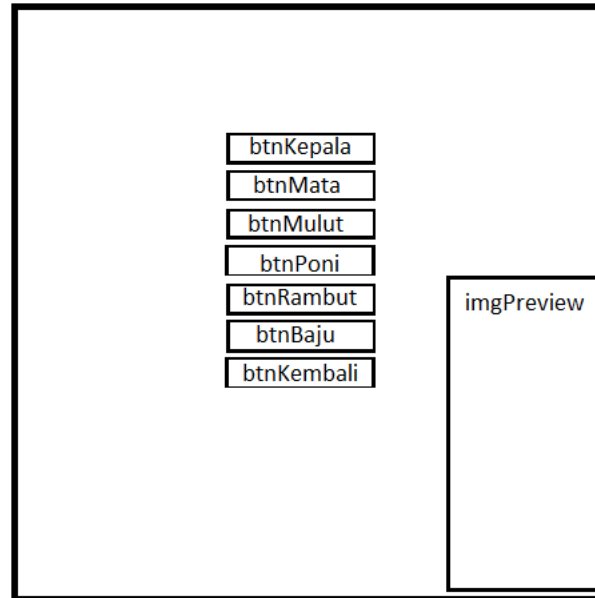 btnKepala
btnMata
btnMulut
btnPoni
btnRambut
imgPreview
btnBaju
btnKembali